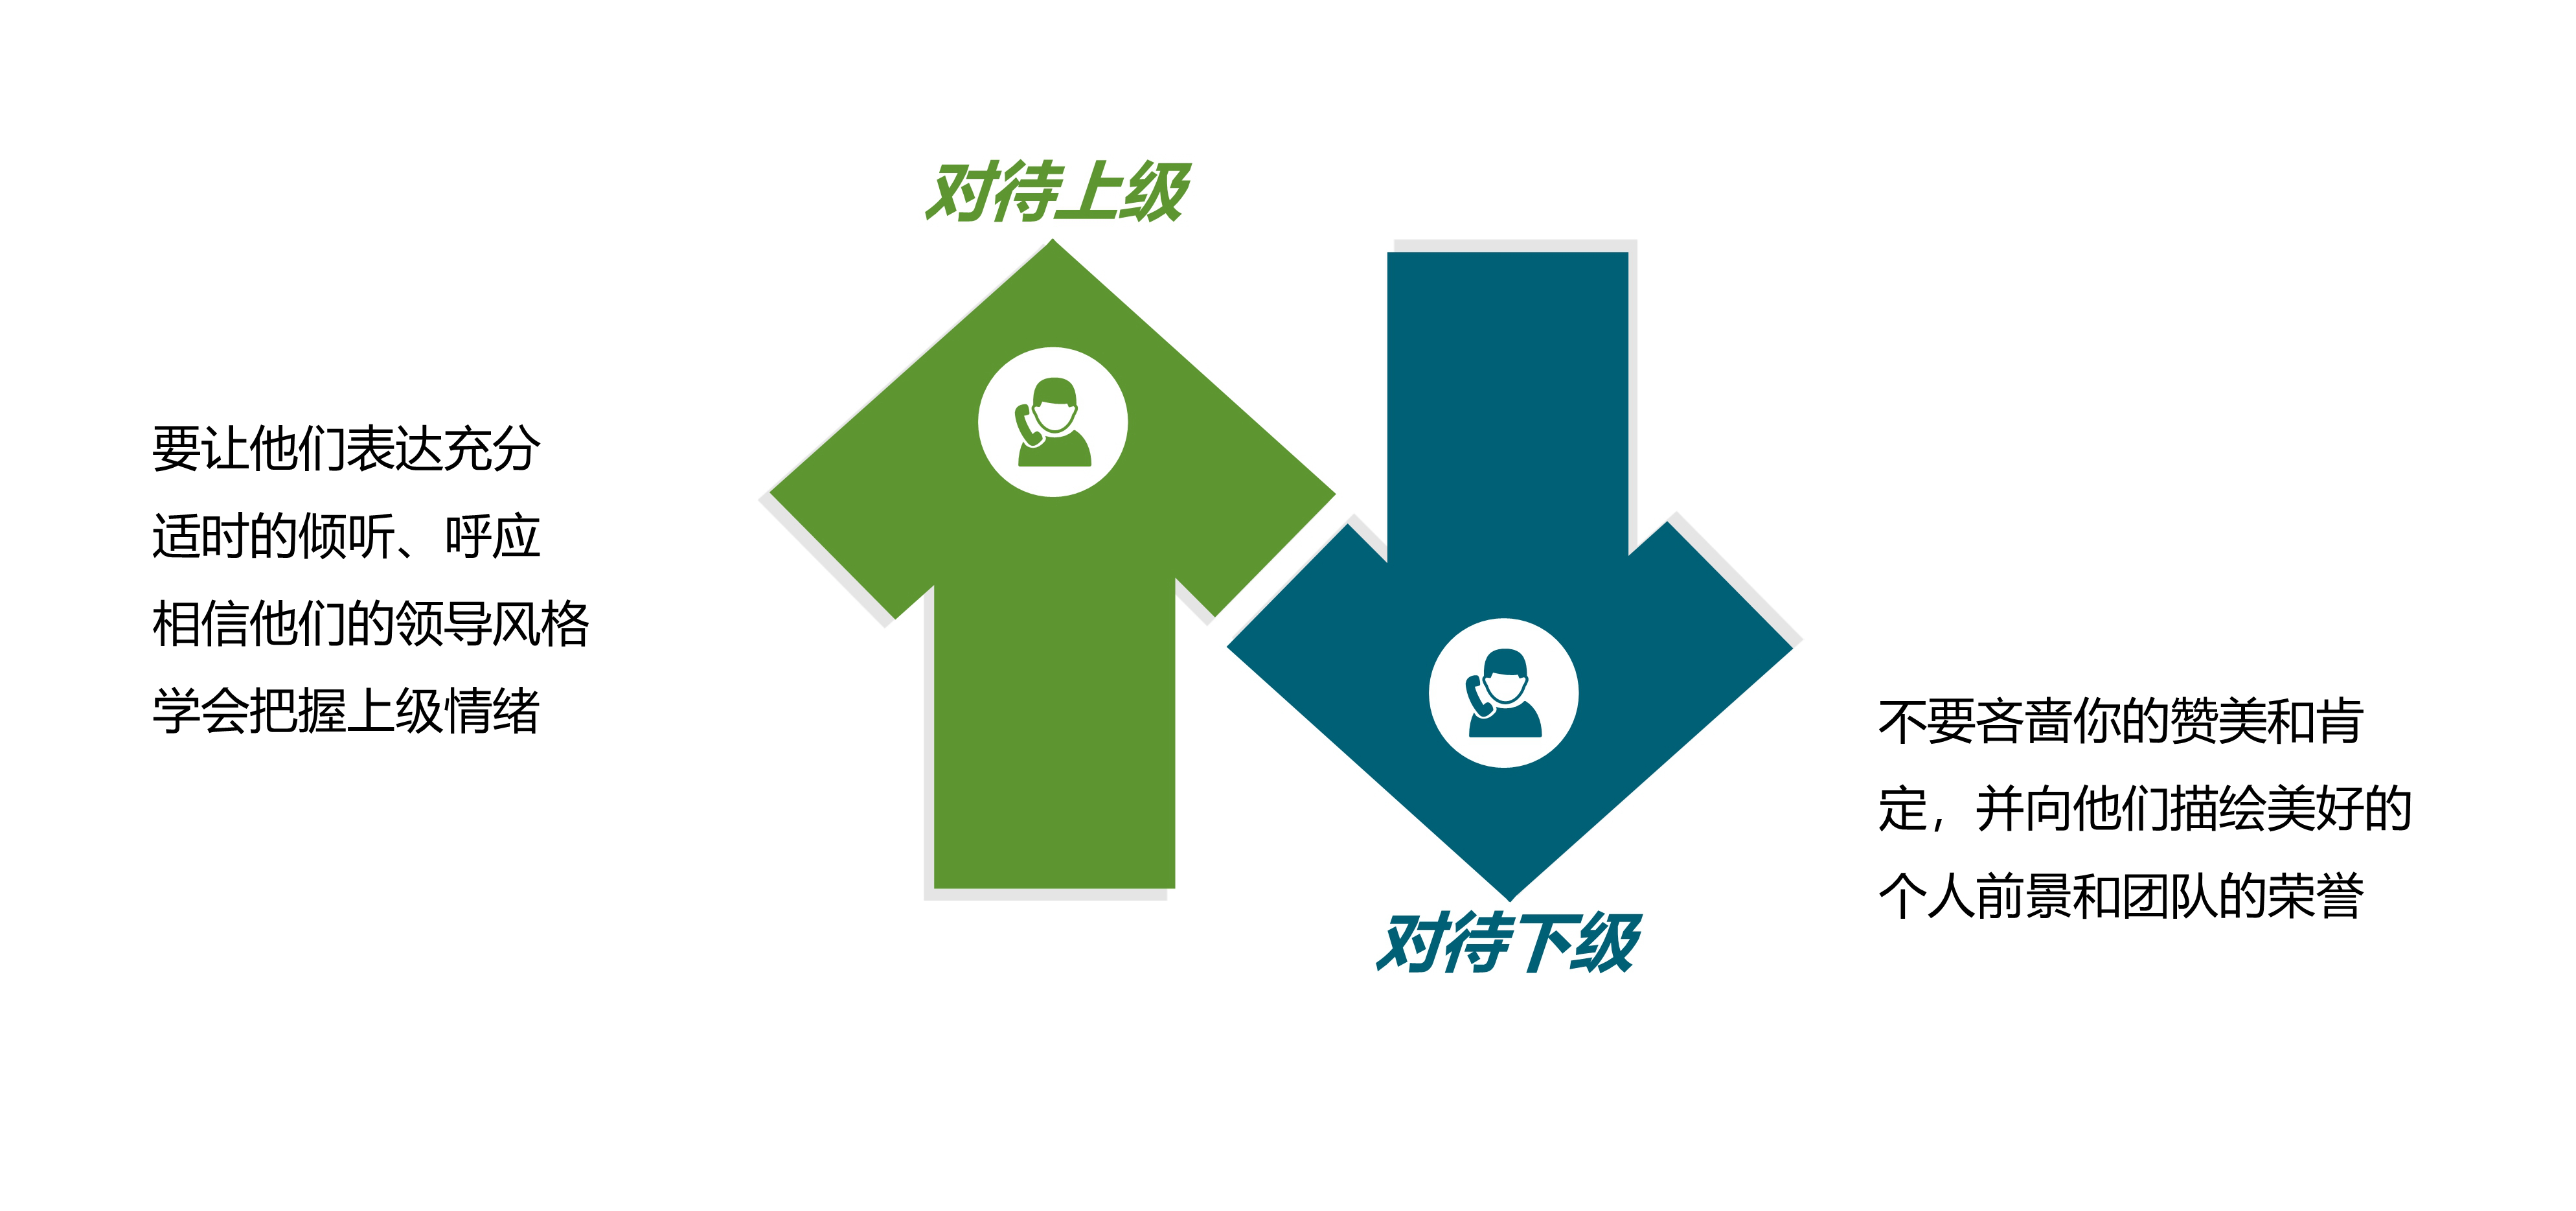 对待上级
要让他们表达充分
适时的倾听、呼应
相信他们的领导风格
学会把握上级情绪
不要吝啬你的赞美和肯
定，并向他们描绘美好的
个人前景和团队的荣誉
对待下级